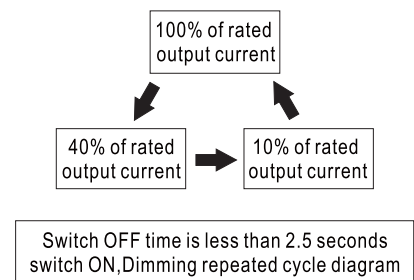 100% of rated
output current
40% of rated
output current
10% of rated
output current
Switch OFF time is less than 2.5 seconds
switch ON,Dimming repeated cycle diagram